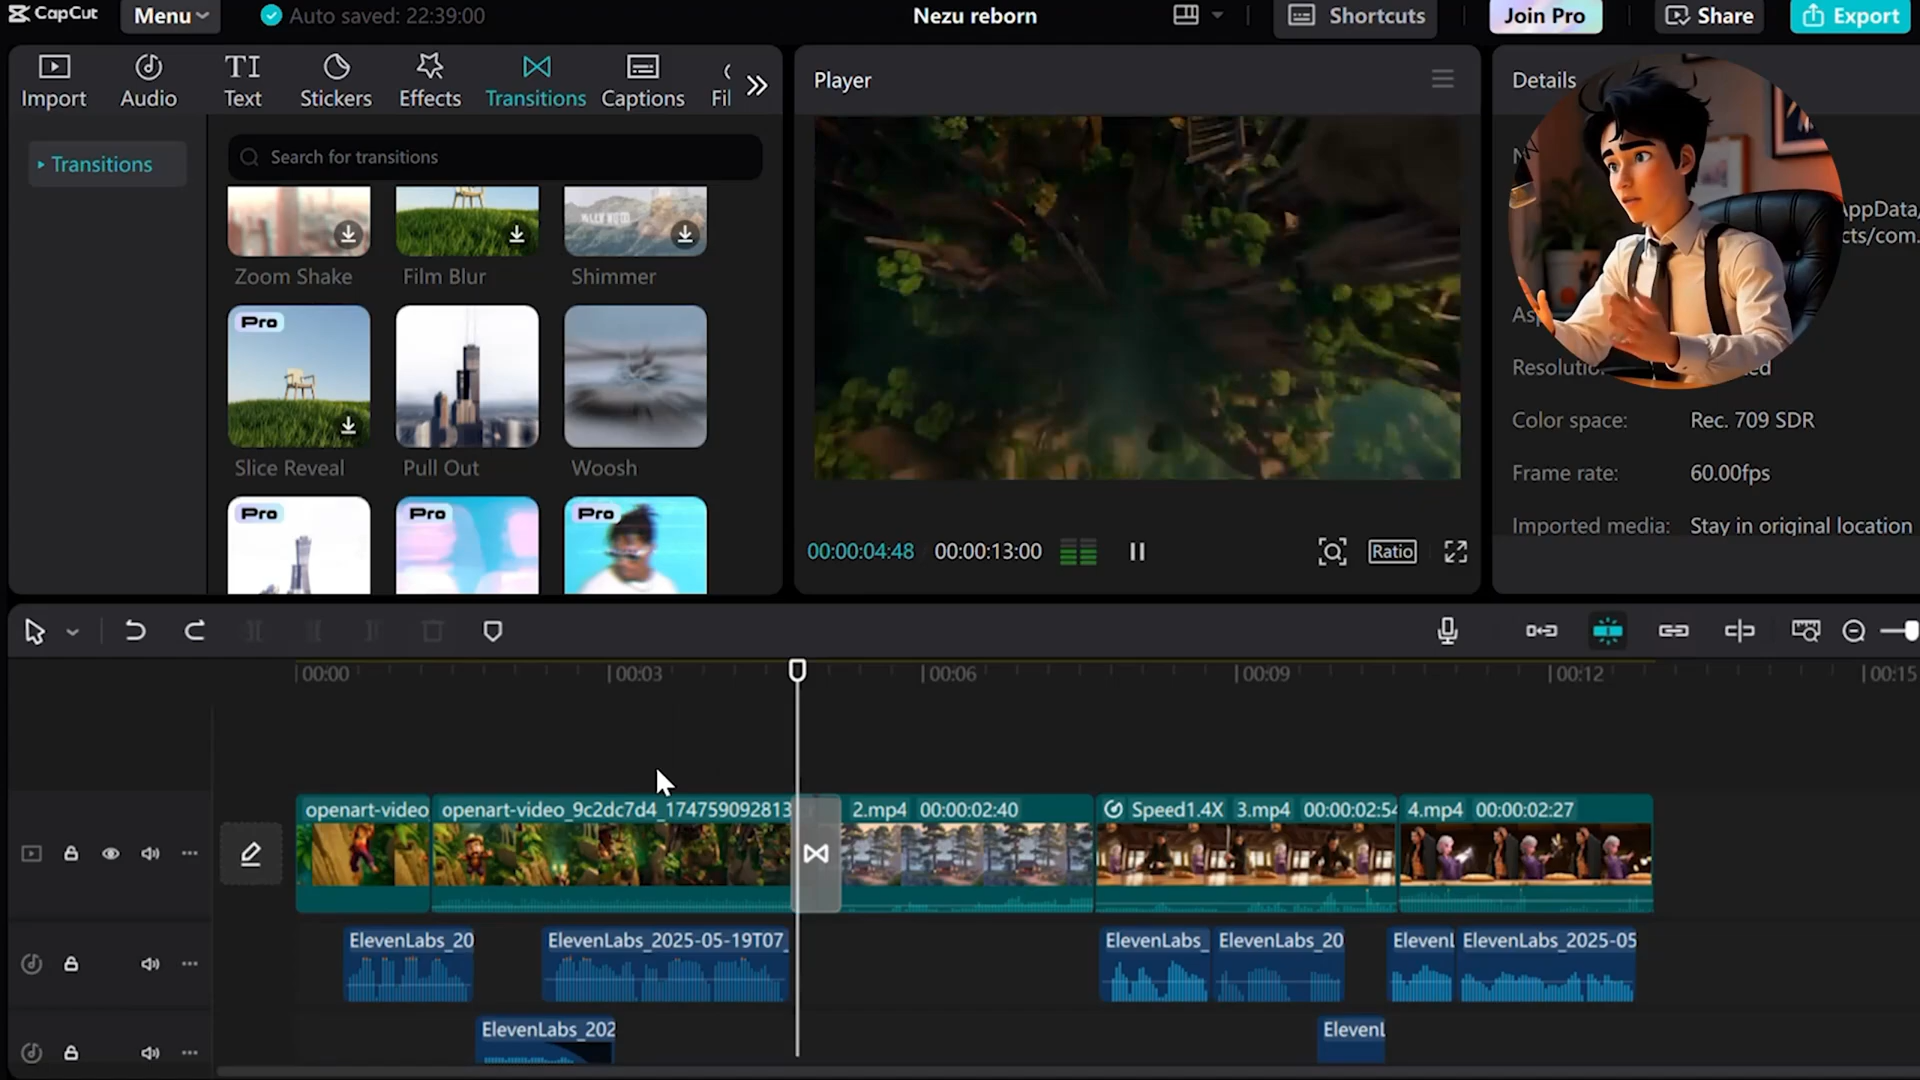 CapCut
Menu
Auto saved: 22:39:00
Nezu reborn
Shortcuts
Join Pro
Share
Export
Import
Audio
TI
Text
Stickers
Effects
Transitions
Captions
Fil
Transitions
Search for transitions
Zoom Shake
Film Blur
Shimmer
Pro
Slice Reveal
Pull Out
Woosh
Pro
Pro
Pro
Player
00:00:04:48
00:00:13:00
Ratio
Details
AppData/
cts/com.
Color space:
Rec. 709 SDR
Frame rate:
60.00fps
Imported media:
Stay in original location
00:00
00:03
00:06
00:09
00:12
00:15
openart-video
openart-video_9c2dc7d4_174759092813
2.mp4 00:00:02:40
Speed1.4X 3.mp4 00:00:02:54
4.mp4 00:00:02:27
ElevenLabs_20
ElevenLabs_2025-05-19T07_
ElevenLabs_
ElevenLabs_20
ElevenL
ElevenLabs_2025-05
ElevenLabs_202
ElevenL